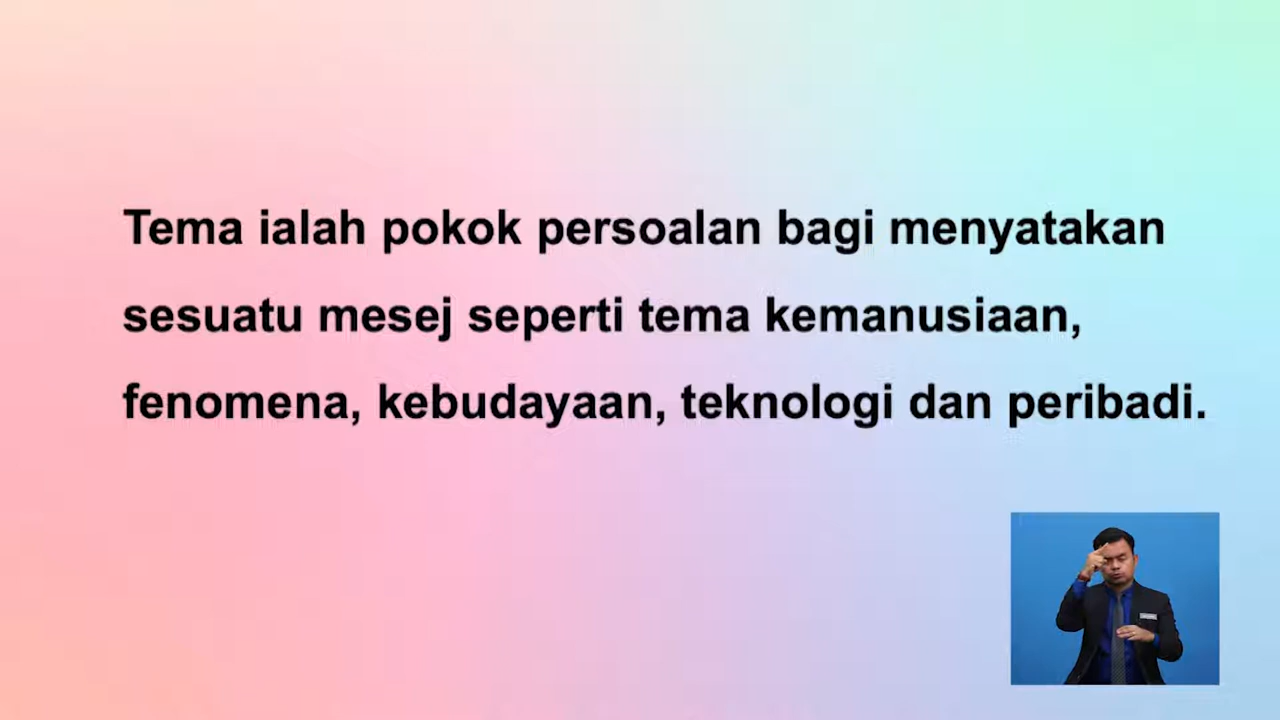 Tema ialah pokok persoalan bagi menyatakan
sesuatu mesej seperti tema kemanusiaan,
fenomena, kebudayaan, teknologi dan peribadi.